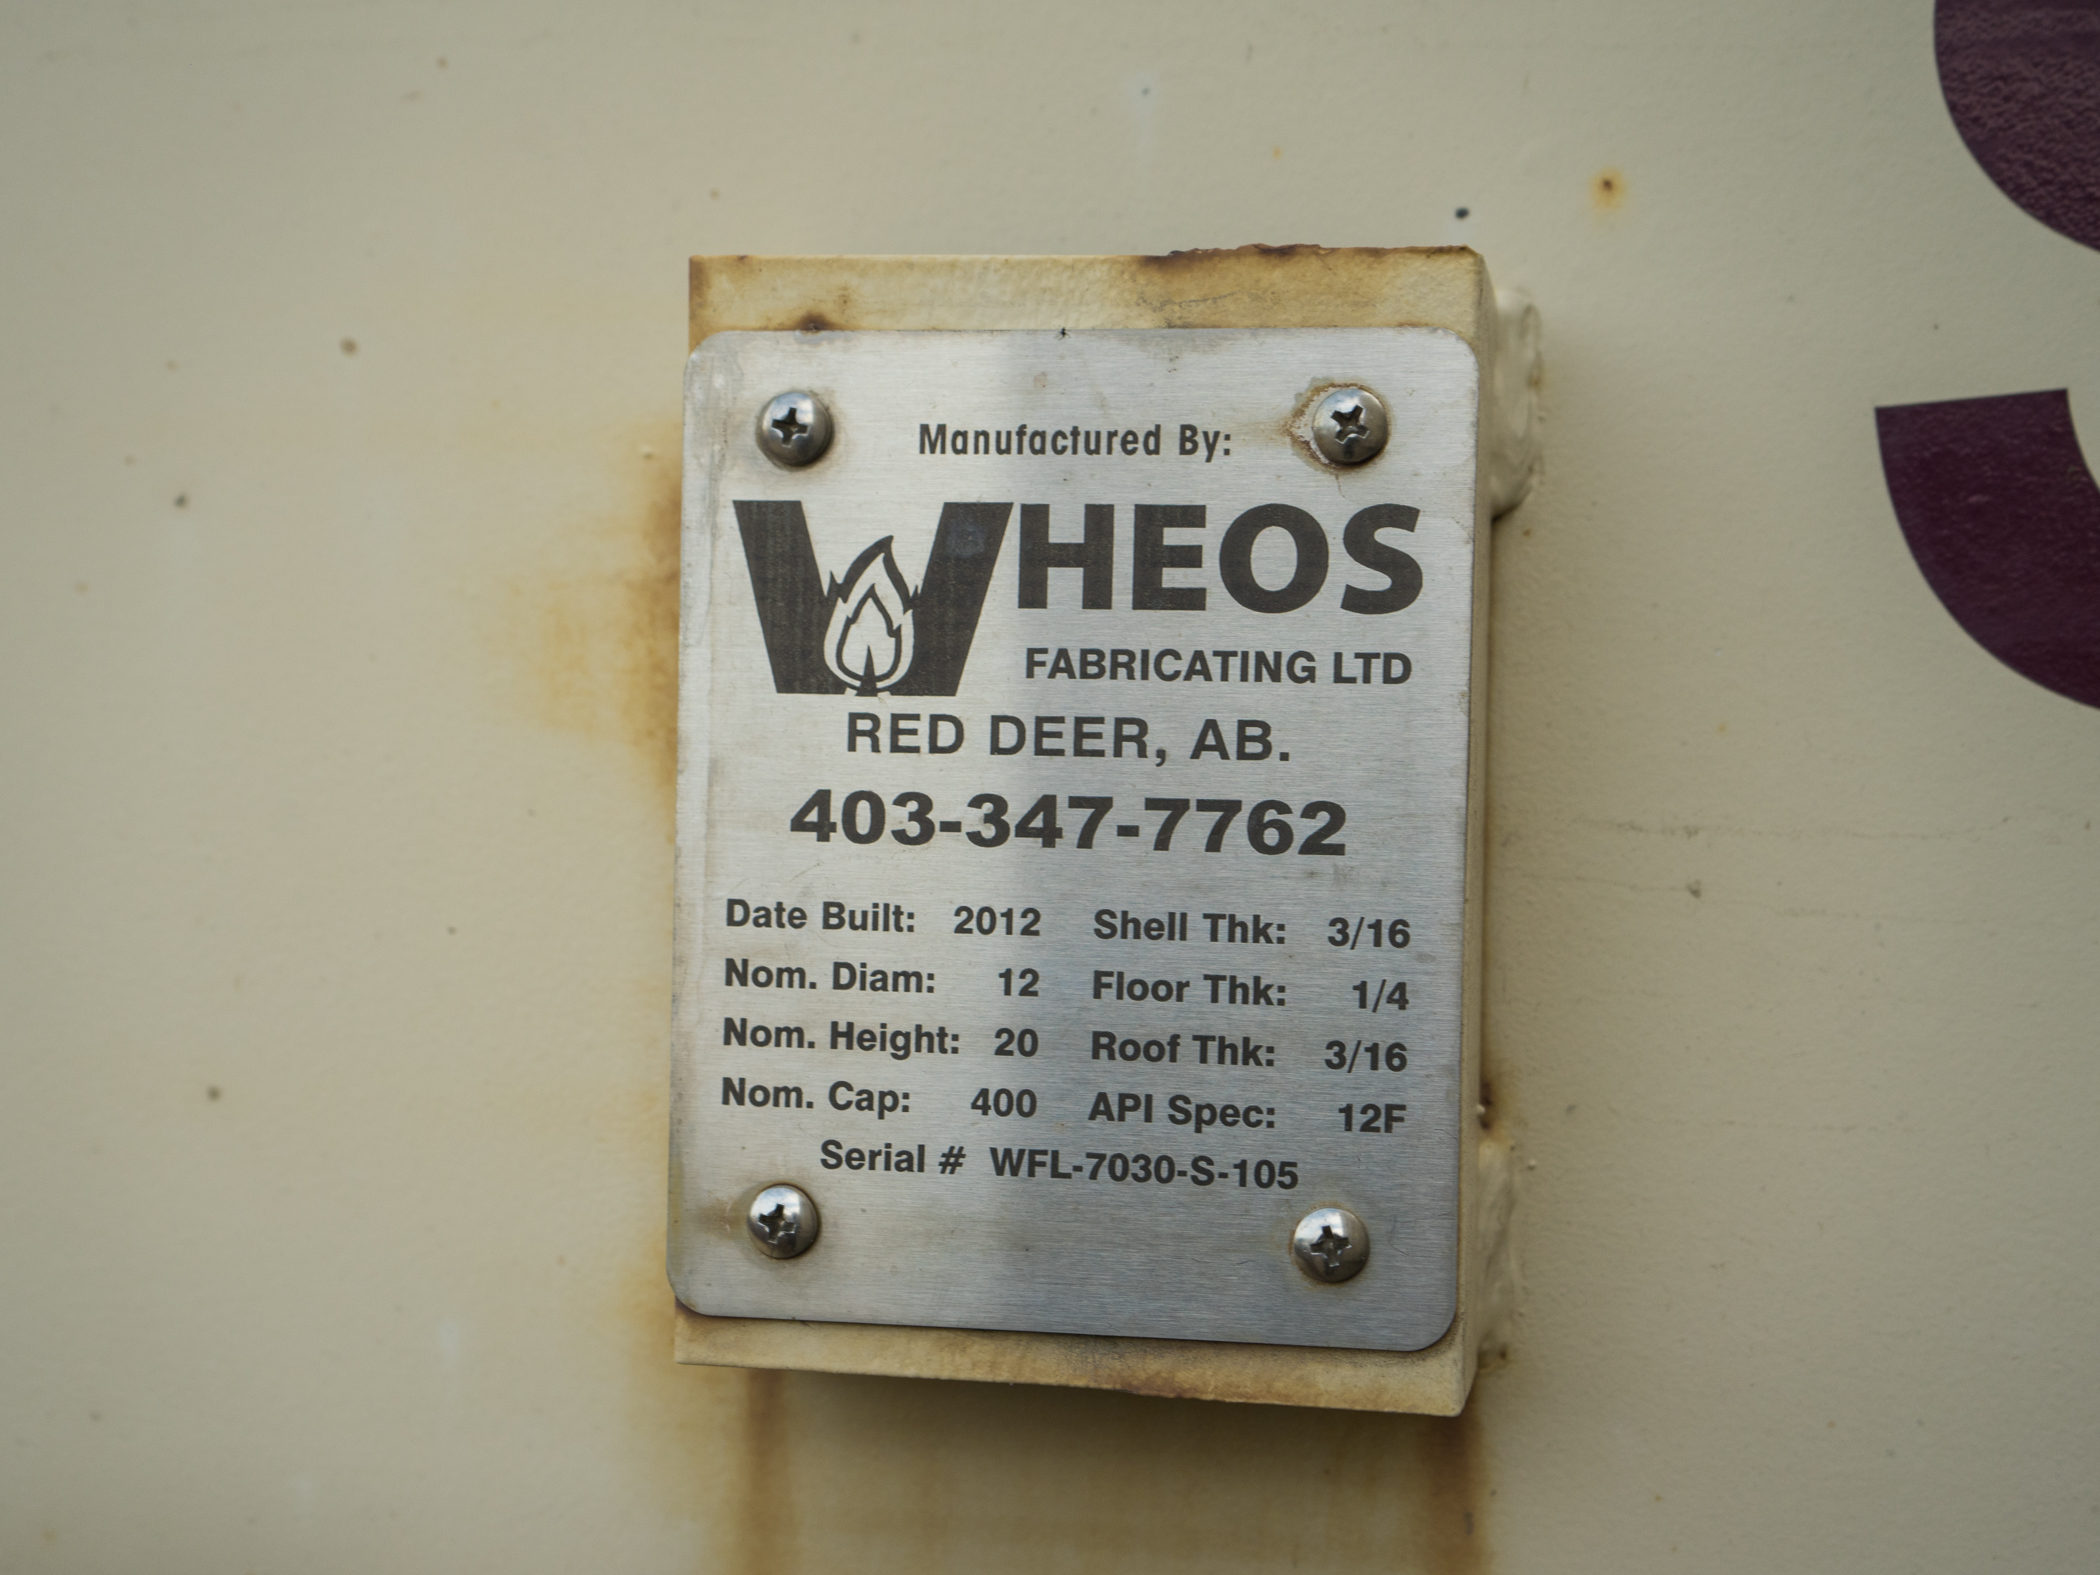 Manufactured By:
WHEOS
FABRICATING LTD
RED DEER, AB.
403-347-7762
Date Built: 2012 Shell Thk: 3/16
Nom. Diam: 12 Floor Thk: 1/4
Nom. Height: 20 Roof Thk: 3/16
Nom. Cap: 400 API Spec: 12F
Serial # WFL-7030-S-105